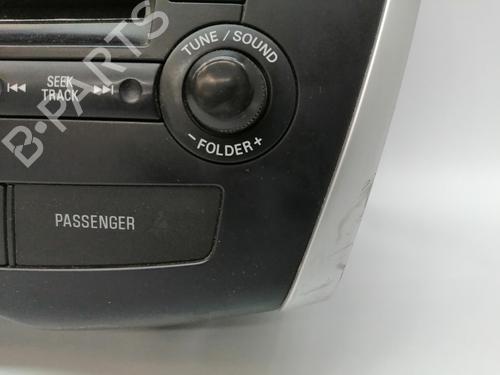 TUNE / SOUND
SEEK
TRACK
- FOLDER +
PASSENGER
B-PARTS